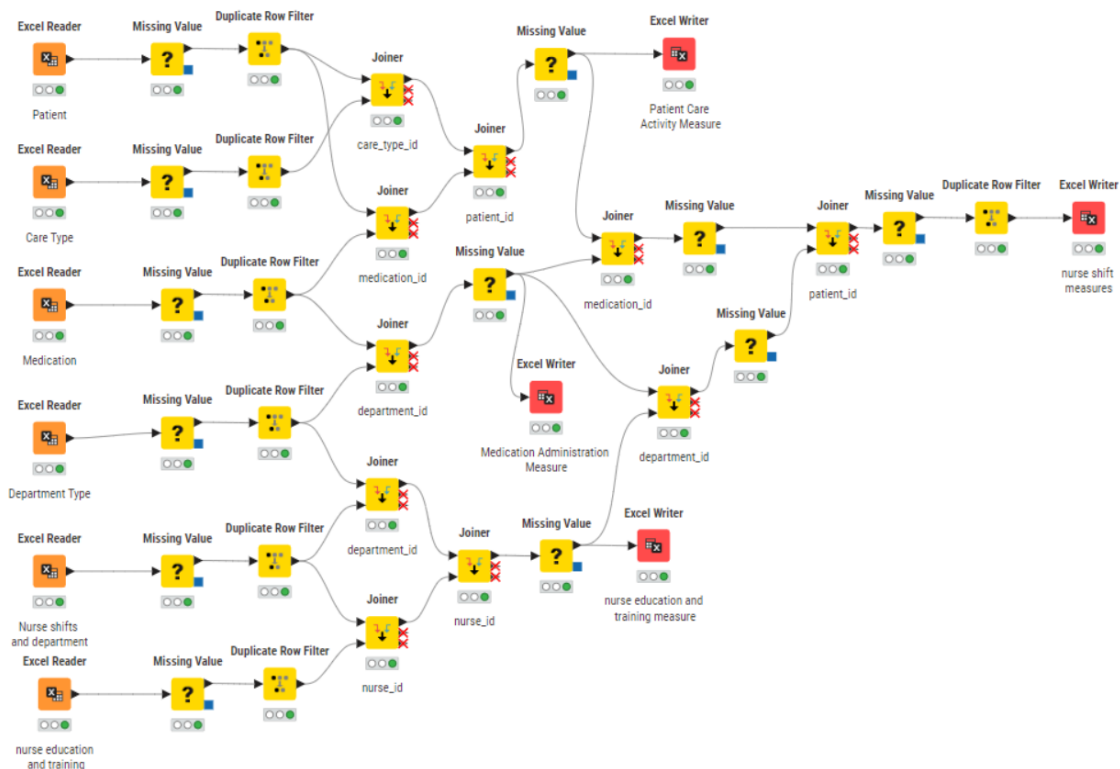 Excel Reader
Missing Value
Duplicate Row Filter
Missing Value
Excel Writer
Patient
Joiner
care_type_id
Patient Care
Activity Measure
Excel Reader
Missing Value
Duplicate Row Filter
Joiner
patient_id
Care Type
Joiner
medication_id
Joiner
medication_id
Missing Value
Joiner
patient_id
Missing Value
Duplicate Row Filter
Excel Writer
nurse shift
measures
Excel Reader
Missing Value
Duplicate Row Filter
Missing Value
Medication
Joiner
department_id
Missing Value
Excel Writer
Medication Administration
Measure
Joiner
department_id
Excel Reader
Missing Value
Duplicate Row Filter
Department Type
Joiner
department_id
Excel Reader
Missing Value
Duplicate Row Filter
Joiner
nurse_id
Missing Value
Excel Writer
nurse education and
training measure
Nurse shifts
and department
Joiner
nurse_id
Excel Reader
Missing Value
Duplicate Row Filter
nurse education
and training